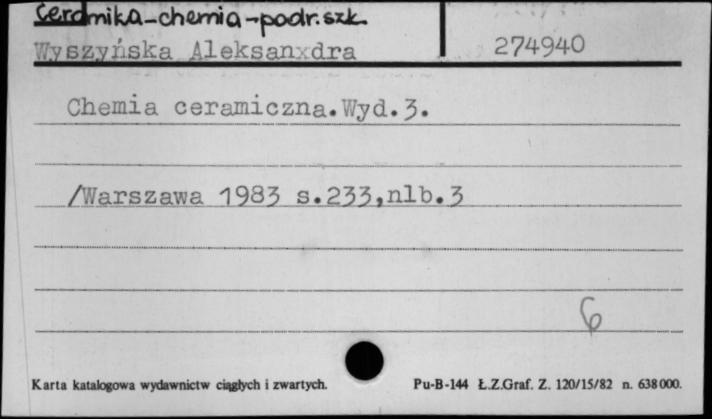 Ceramika-chemia-podr.szk.
Wyszyńska Aleksanxdra 274940
Chemia ceramiczna.Wyd.3.
/Warszawa 1983 s.233,nlb.3
6
Karta katalogowa wydawnictw ciągłych i zwartych. Pu-B-144 Ł.Z.Graf. Z. 120/15/82 n. 638000.